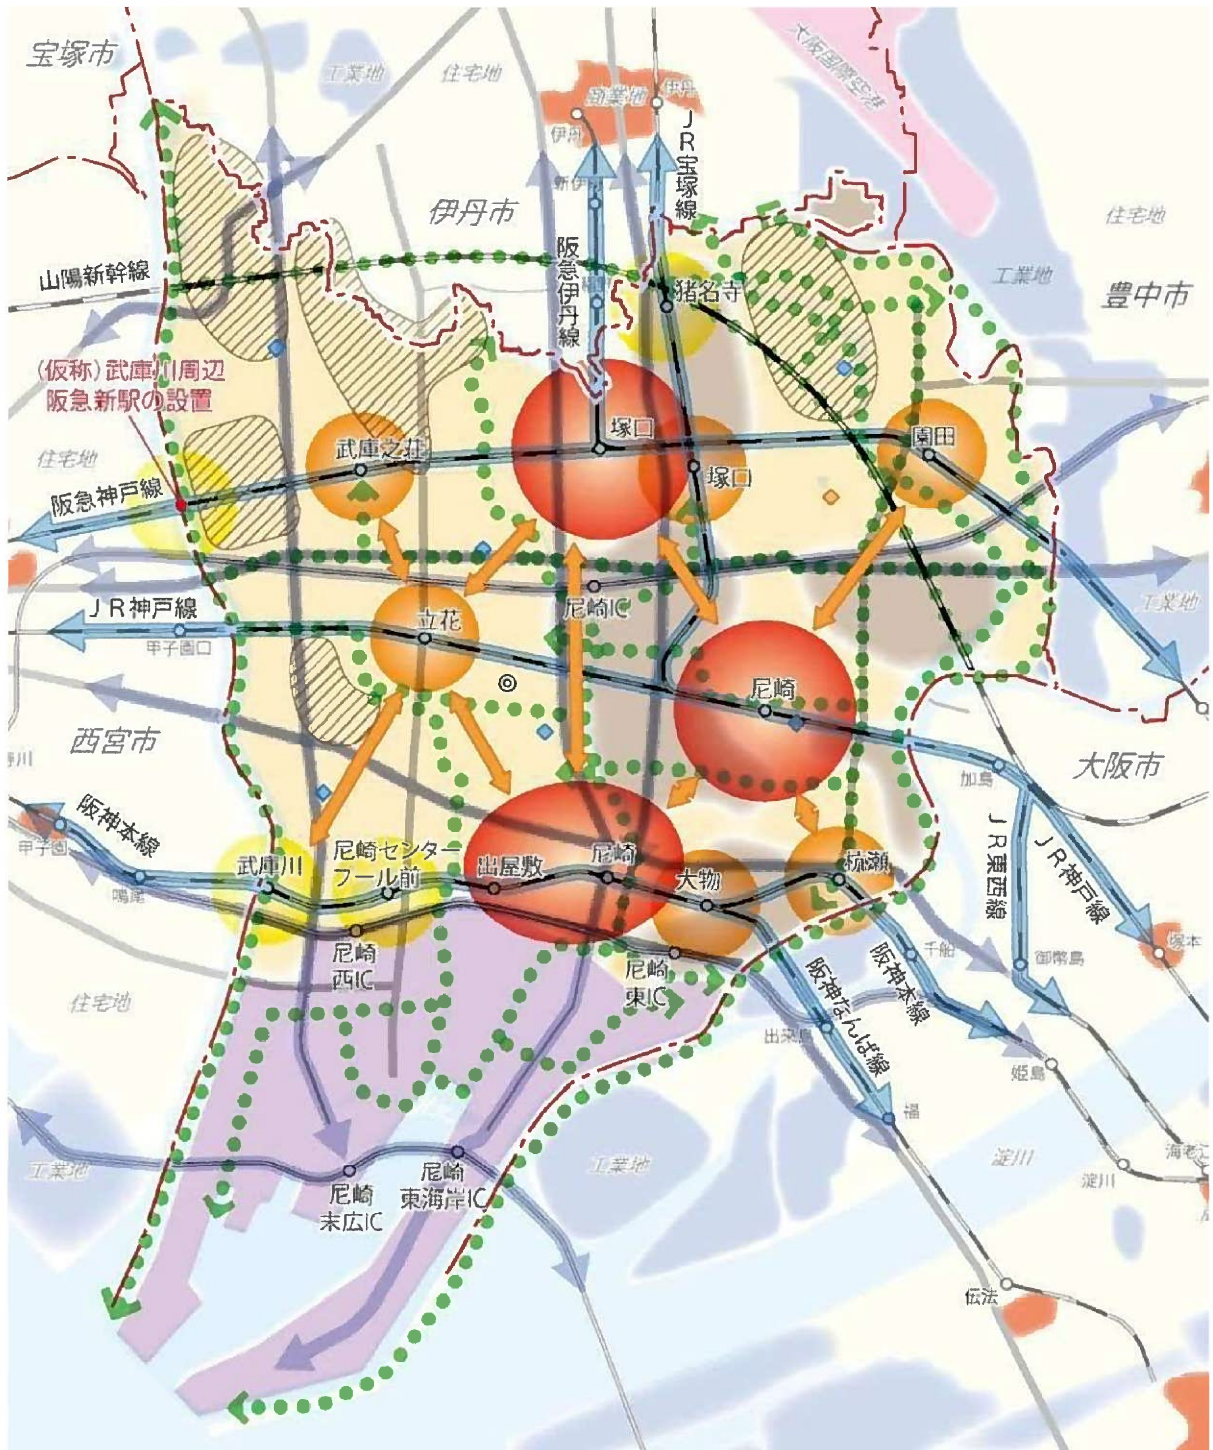 宝塚市
工業地
住宅地
商業地
伊丹
伊丹
大阪国際空港
JR宝塚線
伊丹市
住宅地
阪急伊丹線
山陽新幹線
猪名寺
工業地
豊中市
(仮称)武庫川周辺
阪急新駅の設置
塚口
武庫之荘
園田
住宅地
塚口
阪急神戸線
尼崎IC
工業地
JR神戸線
立花
甲子園口
尼崎
西宮市
大阪市
加島
阪神本線
甲子園
武庫川
尼崎センター
プール前
出屋敷
尼崎
大物
杭瀬
JR東西線
JR神戸線
鳴尾
尼崎
西IC
尼崎
東IC
阪神なんば線
阪神本線
千船
御幣島
塚本
住宅地
出来島
姫島
福
工業地
工業地
淀川
淀川
尼崎
末広IC
尼崎
東海岸IC
伝法